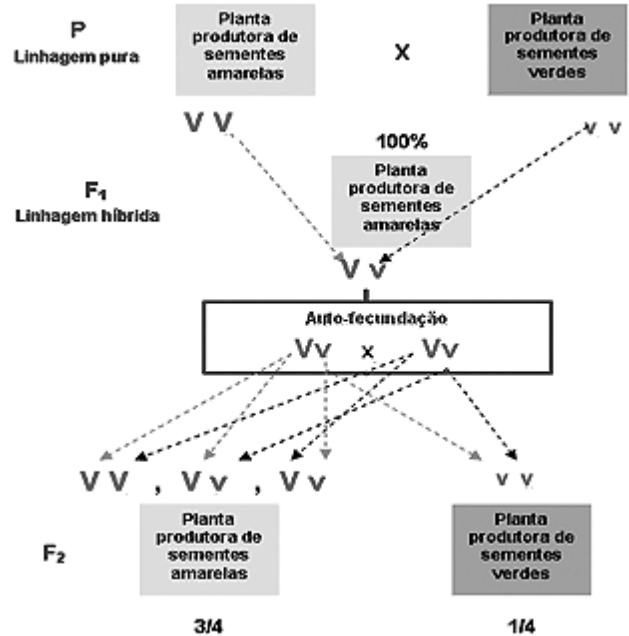 P
Linhagem pura
Planta
produtora de
sementes
amarelas
X
Planta
produtora de
sementes
verdes
V V
v v
100%
F₁
Linhagem híbrida
Planta
produtora de
sementes
amarelas
V v
Auto-fecundação
Vv x Vv
V V , V v , V v
v v
F₂
Planta
produtora de
sementes
amarelas
Planta
produtora de
sementes
verdes
3/4
1/4